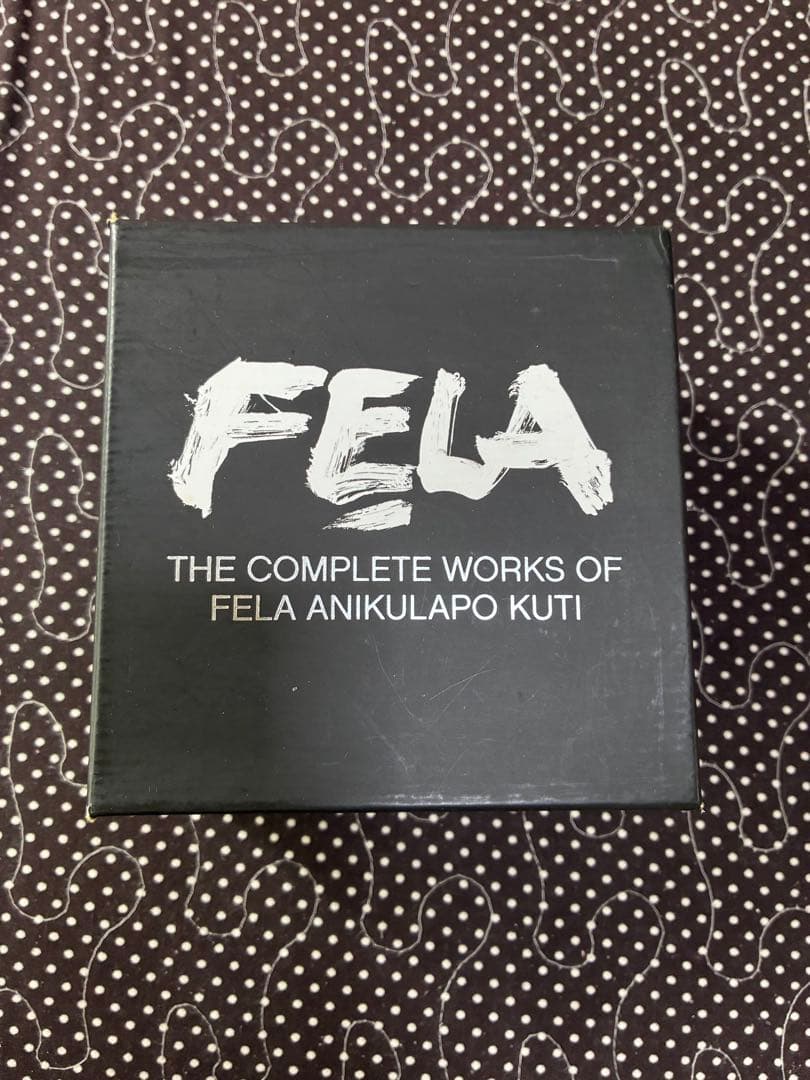 FELA
THE COMPLETE WORKS OF
FELA ANIKULAPO KUTI